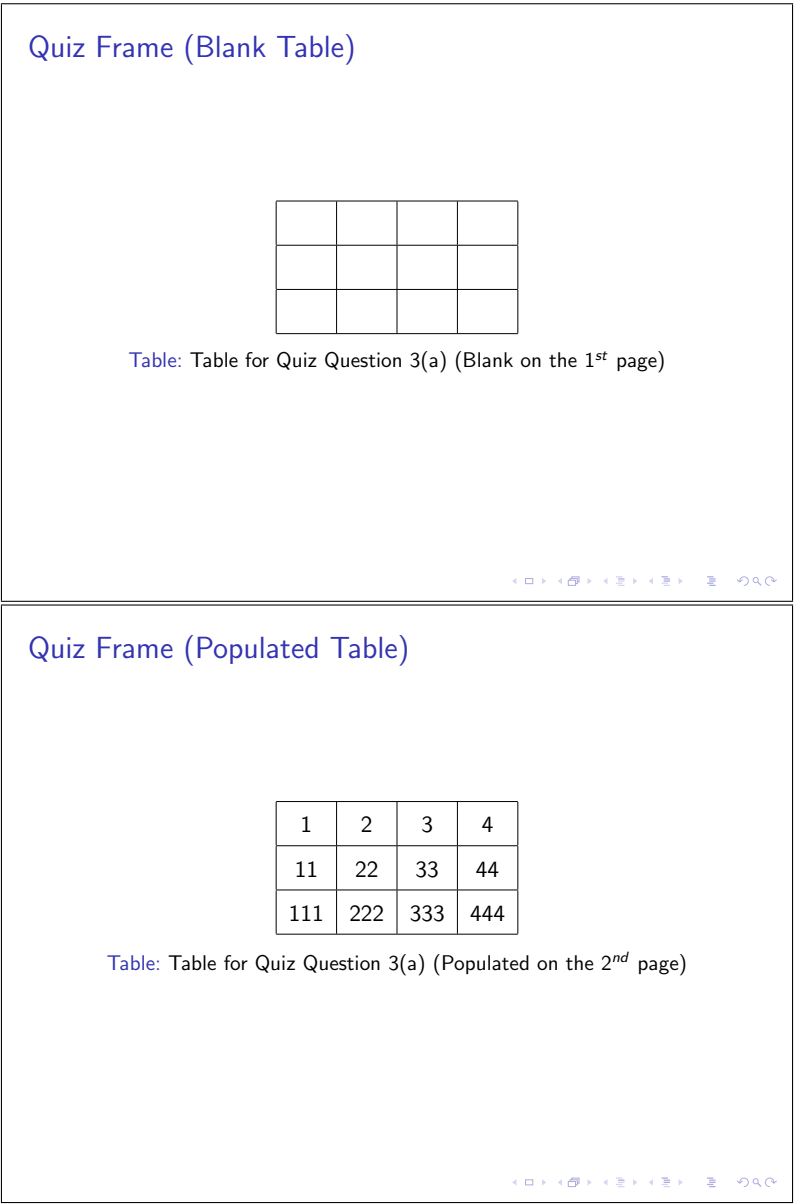 Quiz Frame (Blank Table)
Table: Table for Quiz Question 3(a) (Blank on the 1st page)
Quiz Frame (Populated Table)
1 2 3 4
11 22 33 44
111 222 333 444
Table: Table for Quiz Question 3(a) (Populated on the 2nd page)